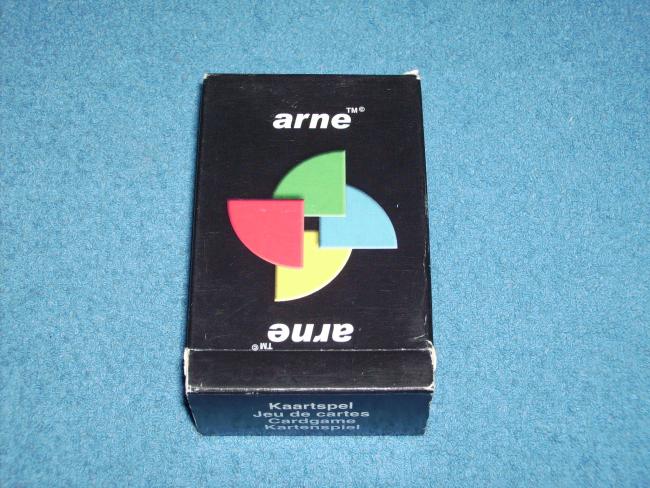 arne™©
arne™©
Kaartspel
Jeu de cartes
Cardgame
Kartenspiel